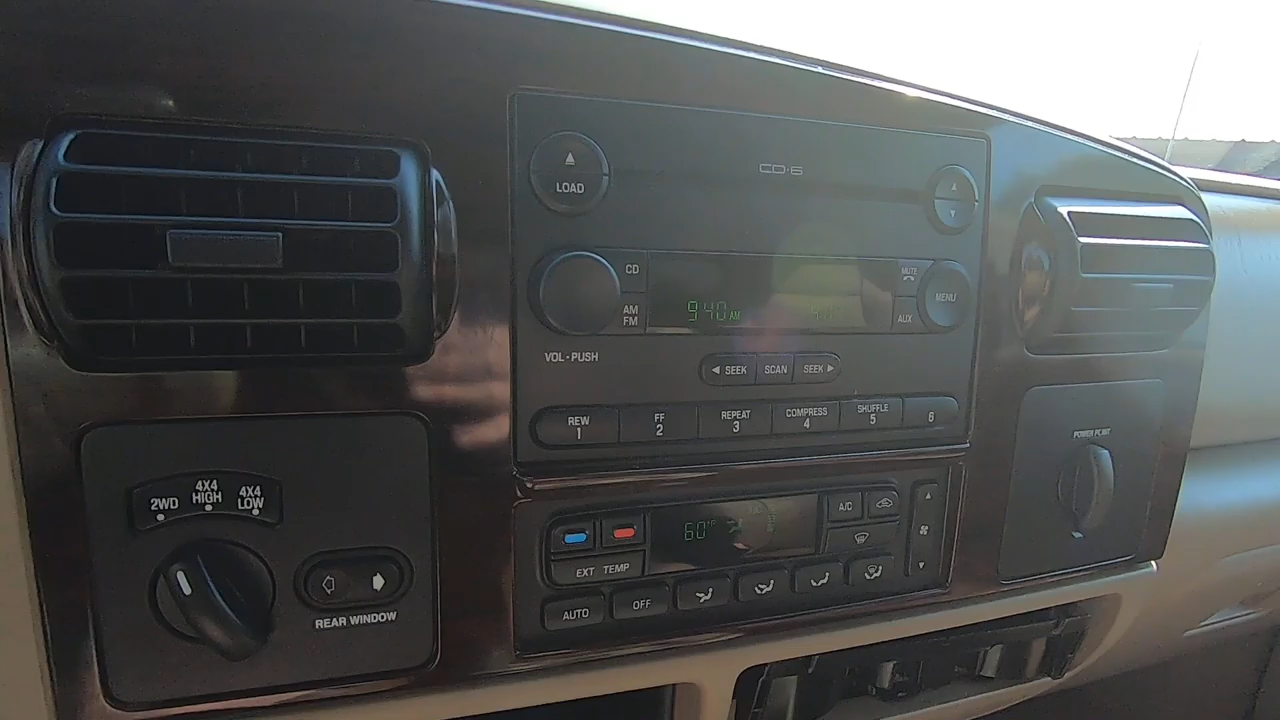 LOAD
CD·6
CD
AM
FM
9:40 AM
MUTE
AUX
MENU
VOL - PUSH
SEEK
SCAN
SEEK
REW
1
FF
2
REPEAT
3
COMPRESS
4
SHUFFLE
5
6
POWER POINT
2WD
4X4
HIGH
4X4
LOW
REAR WINDOW
60°F
A/C
EXT TEMP
AUTO
OFF